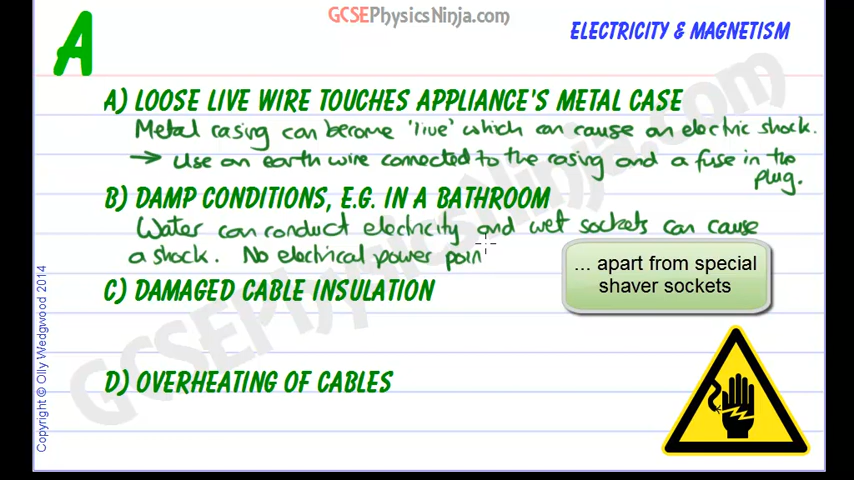 GCSEPhysicsNinja.com
ELECTRICITY & MAGNETISM
A
A) LOOSE LIVE WIRE TOUCHES APPLIANCE'S METAL CASE
Metal casing can become 'live' which can cause an electric shock.
→ Use an earth wire connected to the casing and a fuse in the
plug.
B) DAMP CONDITIONS, E.G. IN A BATHROOM
Water can conduct electricity and wet sockets can cause
a shock. No electrical power poin
... apart from special
shaver sockets
C) DAMAGED CABLE INSULATION
D) OVERHEATING OF CABLES
Copyright © Olly Wedgwood 2014
GCSEPhysicsNinja.com